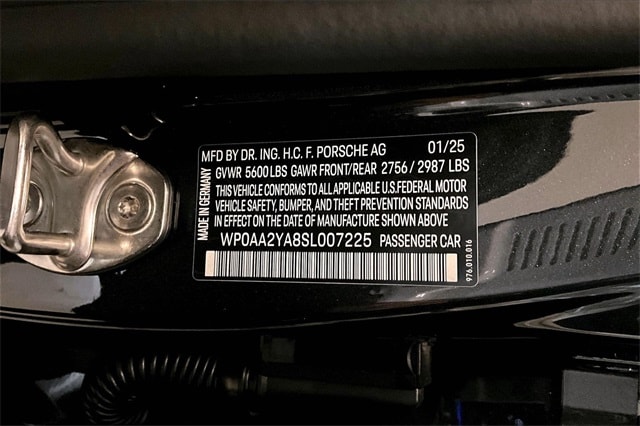 MADE IN GERMANY
MFD BY DR. ING. H.C. F. PORSCHE AG 01/25
GVWR 5600 LBS GAWR FRONT/REAR 2756 / 2987 LBS
THIS VEHICLE CONFORMS TO ALL APPLICABLE U.S.FEDERAL MOTOR
VEHICLE SAFETY, BUMPER, AND THEFT PREVENTION STANDARDS
IN EFFECT ON THE DATE OF MANUFACTURE SHOWN ABOVE
WP0AA2YA8SL007225 PASSENGER CAR
976.010.016